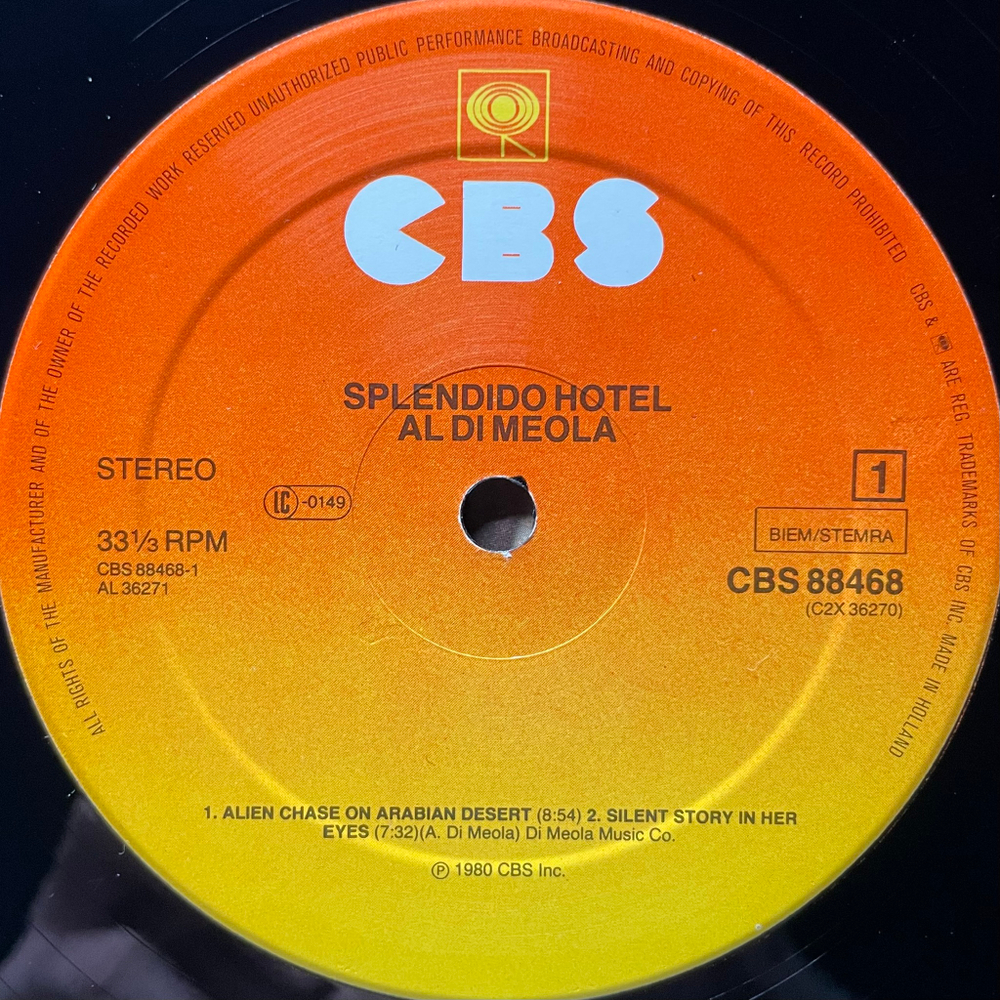 ALL RIGHTS OF THE MANUFACTURER AND OF THE OWNER OF THE RECORDED WORK RESERVED UNAUTHORIZED PUBLIC PERFORMANCE BROADCASTING AND COPYING OF THIS RECORD PROHIBITED
CBS & ARE REG. TRADEMARKS OF CBS INC. MADE IN HOLLAND
CBS
SPLENDIDO HOTEL
AL DI MEOLA
STEREO
LC -0149
33⅓ RPM
CBS 88468-1
AL 36271
1
BIEM/STEMRA
CBS 88468
(C2X 36270)
1. ALIEN CHASE ON ARABIAN DESERT (8:54) 2. SILENT STORY IN HER
EYES (7:32)(A. Di Meola) Di Meola Music Co.
℗ 1980 CBS Inc.